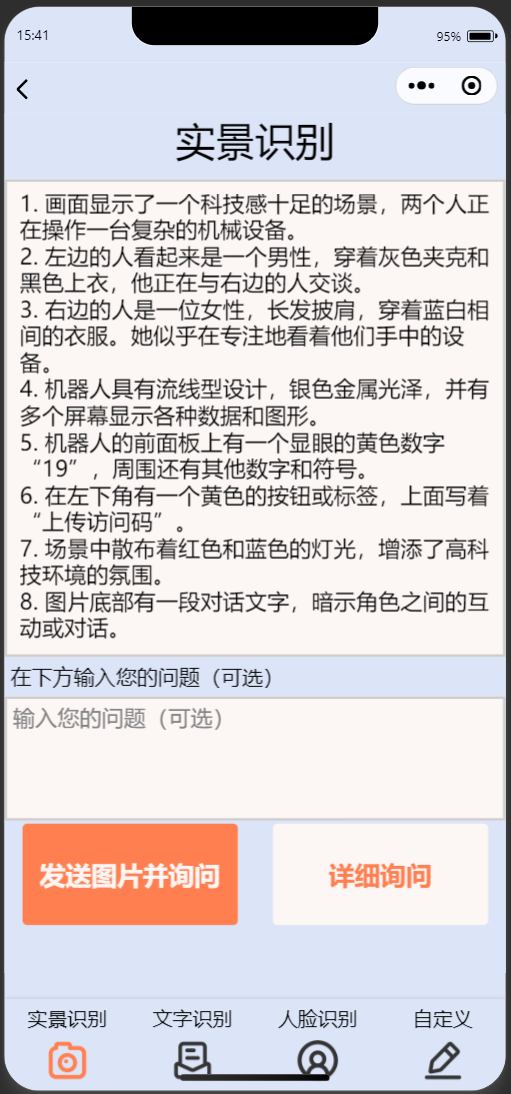 15:41
95%
实景识别
1. 画面显示了一个科技感十足的场景，两个人正
在操作一台复杂的机械设备。
2. 左边的人看起来是一个男性，穿着灰色夹克和
黑色上衣，他正在与右边的人交谈。
3. 右边的人是一位女性，长发披肩，穿着蓝白相
间的衣服。她似乎在专注地看着他们手中的设
备。
4. 机器人具有流线型设计，银色金属光泽，并有
多个屏幕显示各种数据和图形。
5. 机器人的前面板上有一个显眼的黄色数字
“19”，周围还有其他数字和符号。
6. 在左下角有一个黄色的按钮或标签，上面写着
“上传访问码”。
7. 场景中散布着红色和蓝色的灯光，增添了高科
技环境的氛围。
8. 图片底部有一段对话文字，暗示角色之间的互
动或对话。
在下方输入您的问题（可选）
输入您的问题（可选）
发送图片并询问
详细询问
实景识别
文字识别
人脸识别
自定义